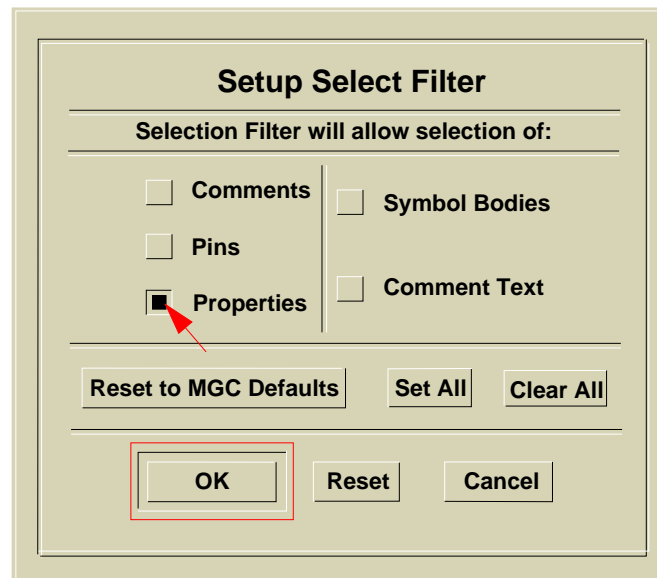 Setup Select Filter
Selection Filter will allow selection of:
Comments
Pins
Properties
Symbol Bodies
Comment Text
Reset to MGC Defaults
Set All
Clear All
OK
Reset
Cancel